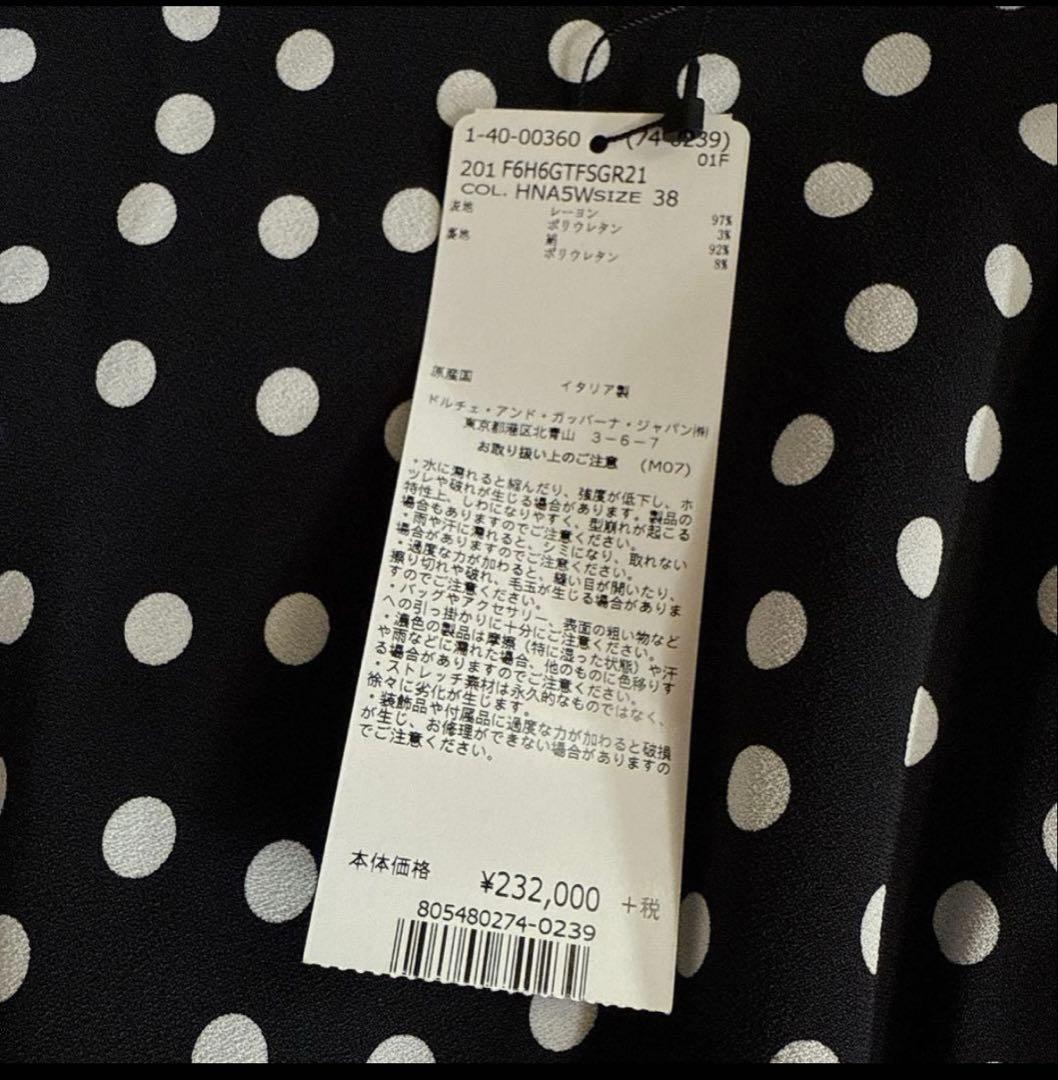 1-40-00360 (74-0239)
01F
201 F6H6GTFSGR21
COL. HNA5WSIZE 38
表地 レーヨン 97%
ポリウレタン 3%
裏地 絹 92%
ポリウレタン 8%
原産国 イタリア製
ドルチェ・アンド・ガッバーナ・ジャパン㈱
東京都港区北青山 3-6-7
お取り扱い上のご注意 (M07)
・水に濡れると縮んだり、強度が低下し、ホ
ツレや破れが生じる場合があります。製品の
特性上、しわになりやすく、型崩れが起こる
場合もありますのでご注意ください。
・雨や汗に濡れると、シミになり、取れない
場合がありますのでご注意ください。
・過度な力が加わると、縫い目が開いたり、
擦り切れや破れ、毛玉が生じる場合がありま
すのでご注意ください。
・バッグやアクセサリー、表面の粗い物など
への引っ掛かりに十分にご注意ください。
・濃色の製品は摩擦（特に湿った状態）や汗
や雨などに濡れた場合、他のものに色移りす
る場合がありますのでご注意ください。
・ストレッチ素材は永久的なものではなく、
徐々に劣化が生じます。
・装飾品や付属品に過度な力が加わると破損
が生じ、お修理ができない場合がありますの
でご注意ください。
本体価格 ¥232,000 +税
805480274-0239